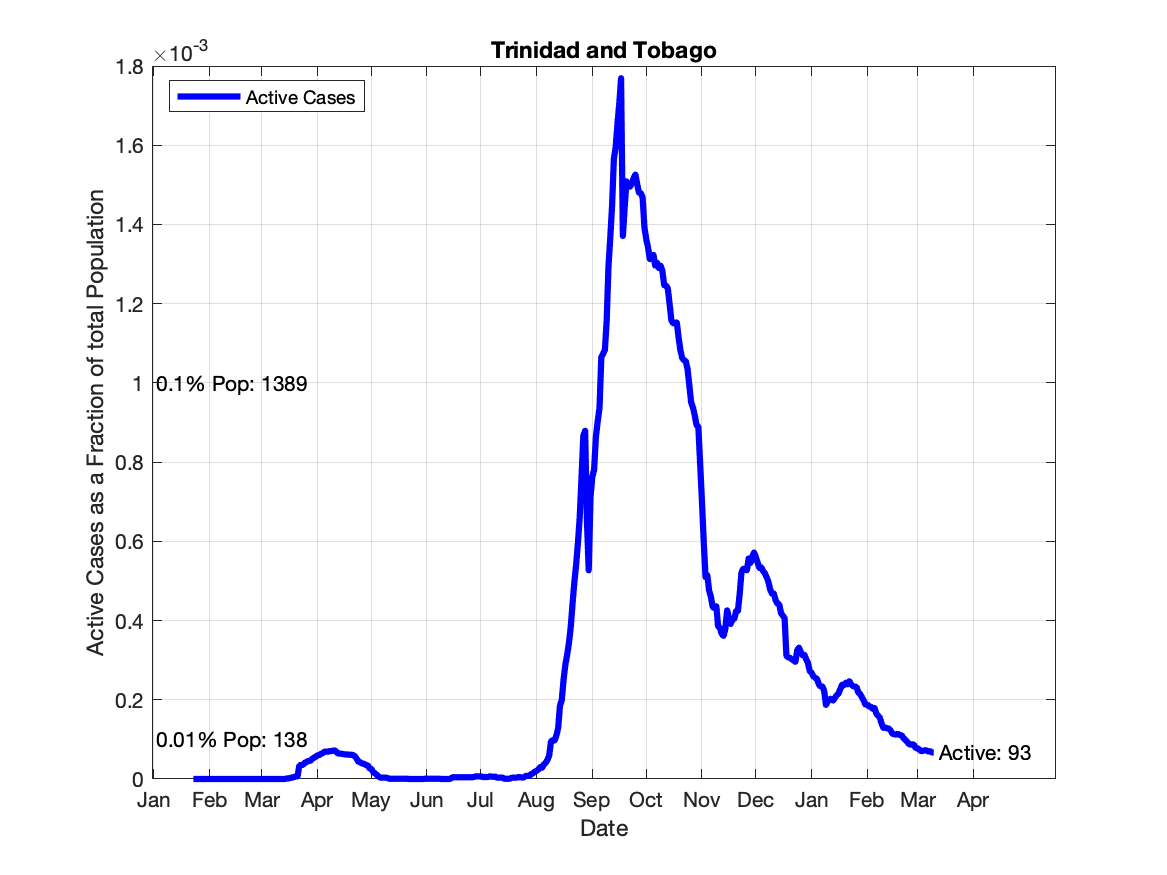 Trinidad and Tobago
×10⁻³
Active Cases
1.8
1.6
1.4
1.2
1
0.8
0.6
0.4
0.2
0
Active Cases as a Fraction of total Population
0.1% Pop: 1389
0.01% Pop: 138
Active: 93
Jan Feb Mar Apr May Jun Jul Aug Sep Oct Nov Dec Jan Feb Mar Apr
Date